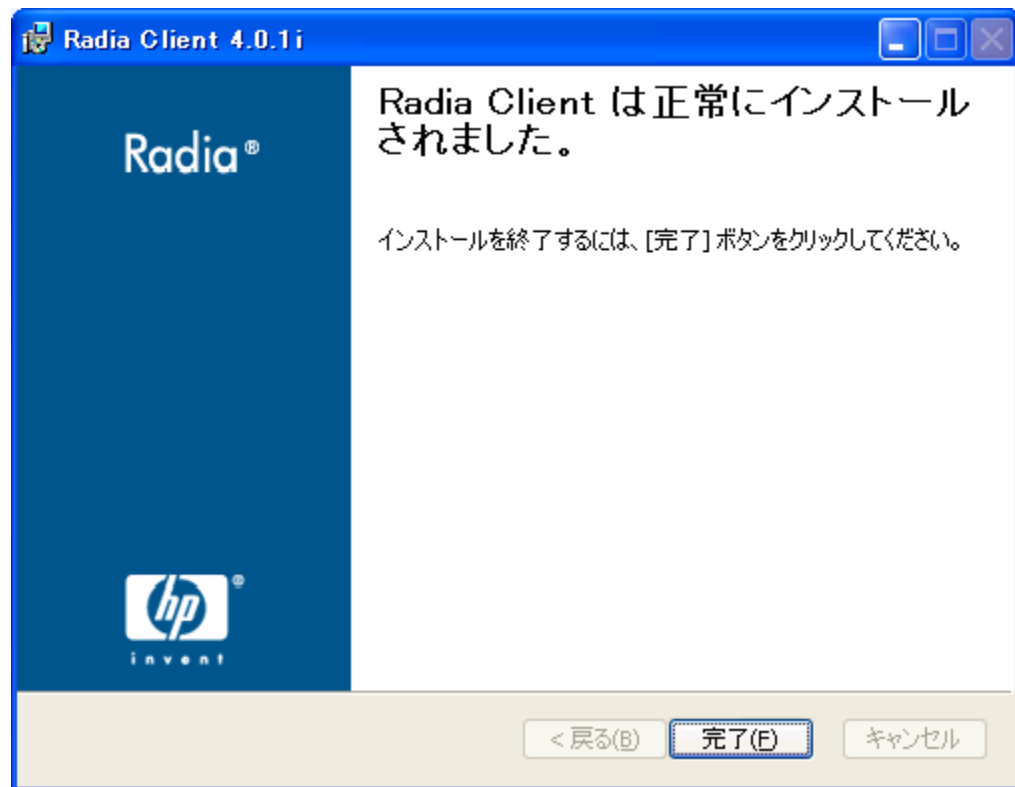 Radia Client 4.0.1i
Radia®
Radia Client は正常にインストール
されました。
インストールを終了するには、[完了] ボタンをクリックしてください。
hp®
invent
< 戻る(B)
完了(F)
キャンセル